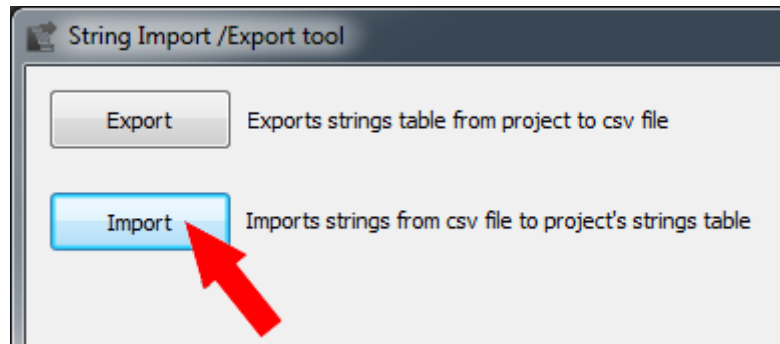 String Import /Export tool
Export Exports strings table from project to csv file
Import Imports strings from csv file to project's strings table